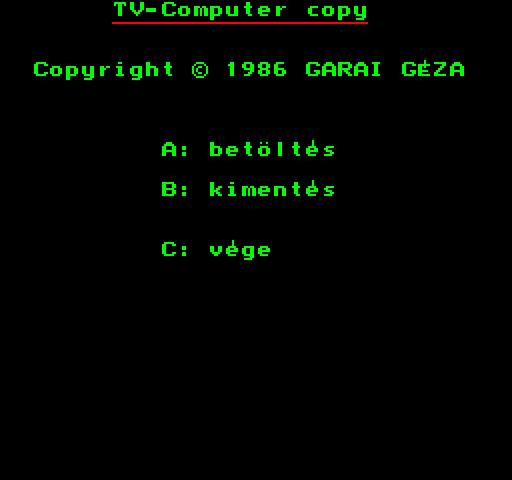 TV-Computer copy
Copyright © 1986 GARAI GÉZA
A: betöltés
B: kimentés
C: vége